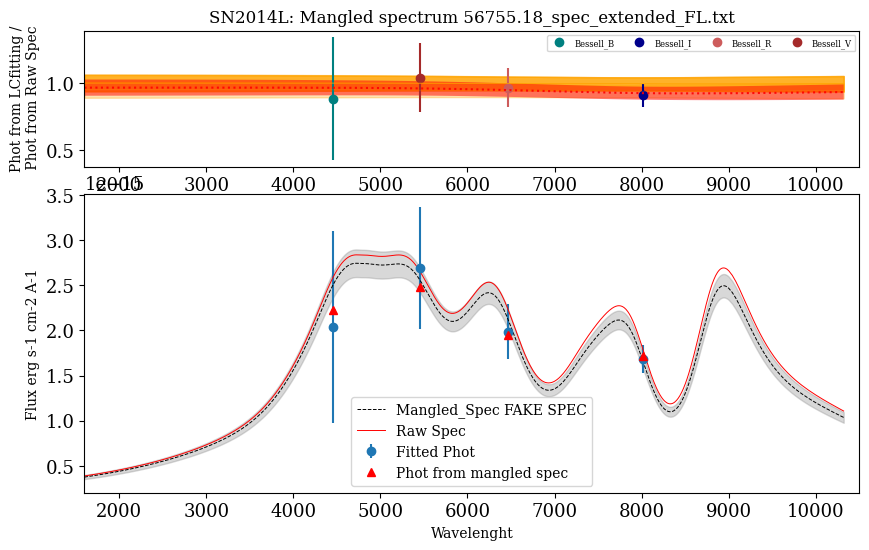 SN2014L: Mangled spectrum 56755.18_spec_extended_FL.txt
Phot from LCfitting /
Phot from Raw Spec
Bessell_B
Bessell_I
Bessell_R
Bessell_V
1.0
0.5
2000 3000 4000 5000 6000 7000 8000 9000 10000
1e−15
3.5
3.0
2.5
2.0
1.5
1.0
0.5
Flux erg s-1 cm-2 A-1
Mangled_Spec FAKE SPEC
Raw Spec
Fitted Phot
Phot from mangled spec
2000 3000 4000 5000 6000 7000 8000 9000 10000
Wavelenght